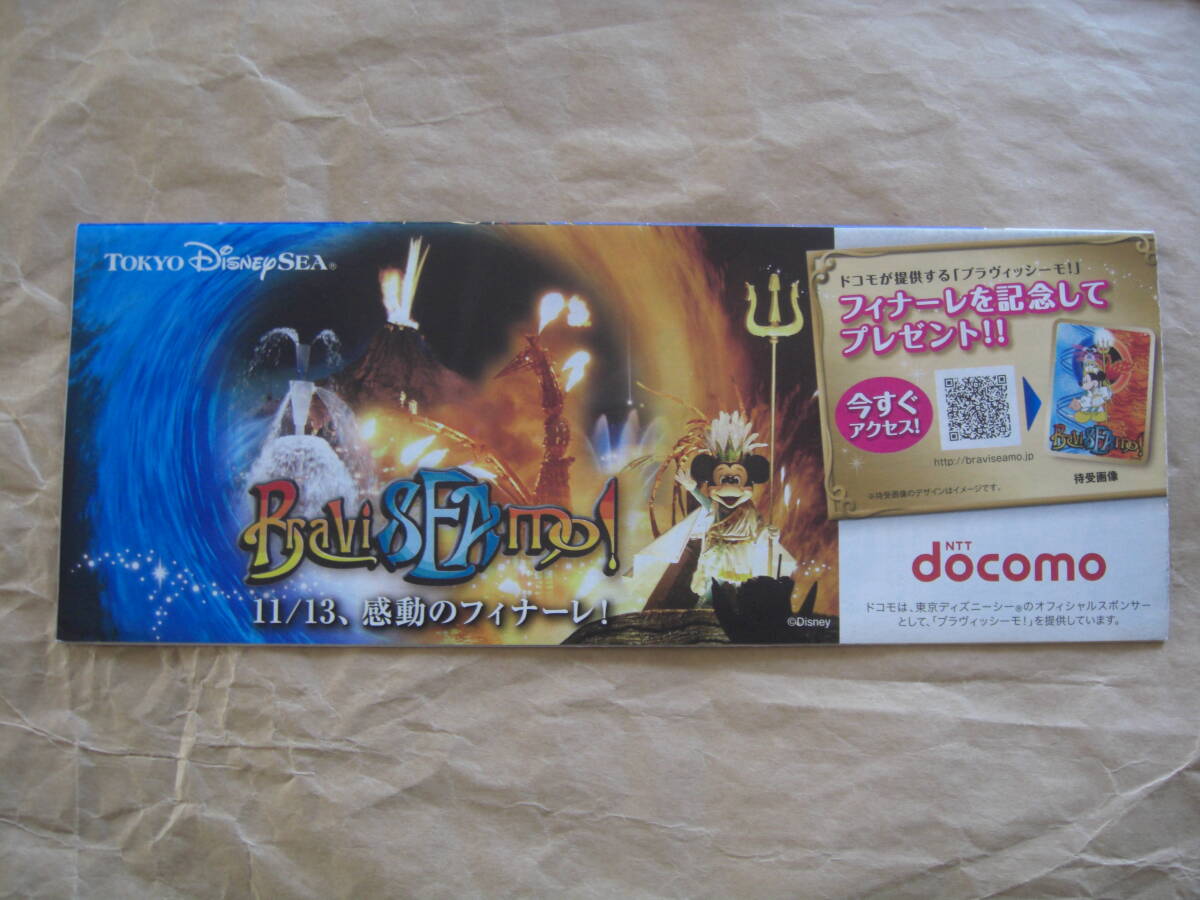 TOKYO DISNEY SEA®
BRAVISEAMO!
11/13、感動のフィナーレ!
©Disney
ドコモが提供する「ブラヴィッシーモ!」
フィナーレを記念して
プレゼント!!
今すぐ
アクセス!
http://braviseamo.jp
BRAVISEAMO!
待受画像
※待受画像のデザインはイメージです。
NTT
docomo
ドコモは、東京ディズニーシー®のオフィシャルスポンサー
として、「ブラヴィッシーモ!」を提供しています。